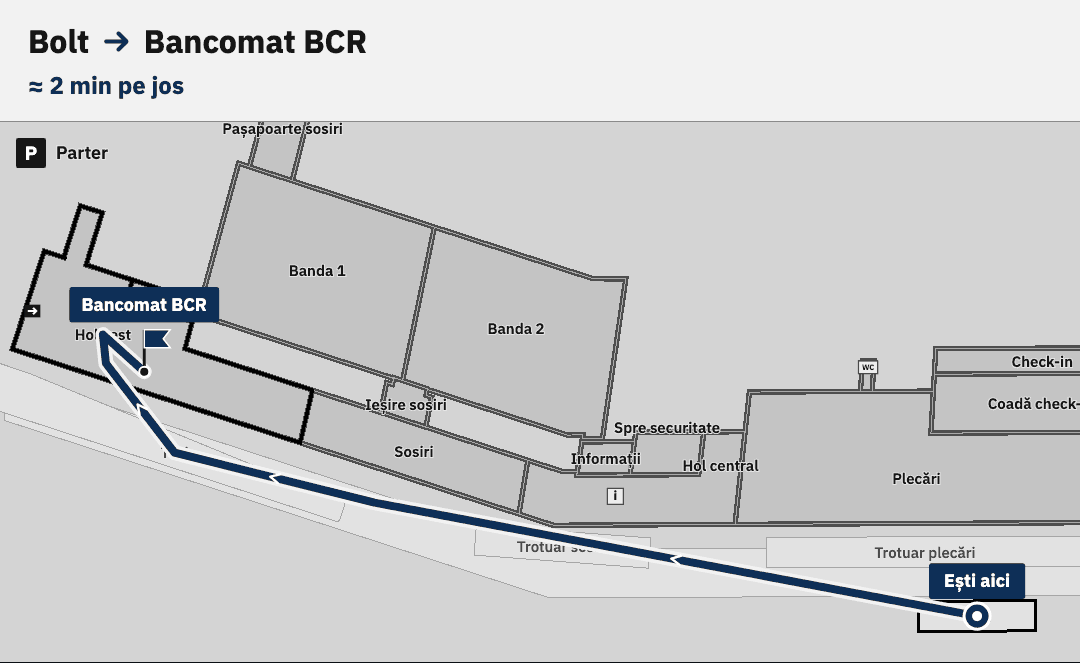 Bolt → Bancomat BCR
≈ 2 min pe jos
Pașapoarte sosiri
P Parter
Banda 1
Bancomat BCR
Banda 2
WC
Check-in
Coadă check-
Ieșire sosiri
Spre securitate
Sosiri
Informații
Hol central
Plecări
i
Trotuar
Trotuar plecări
Ești aici